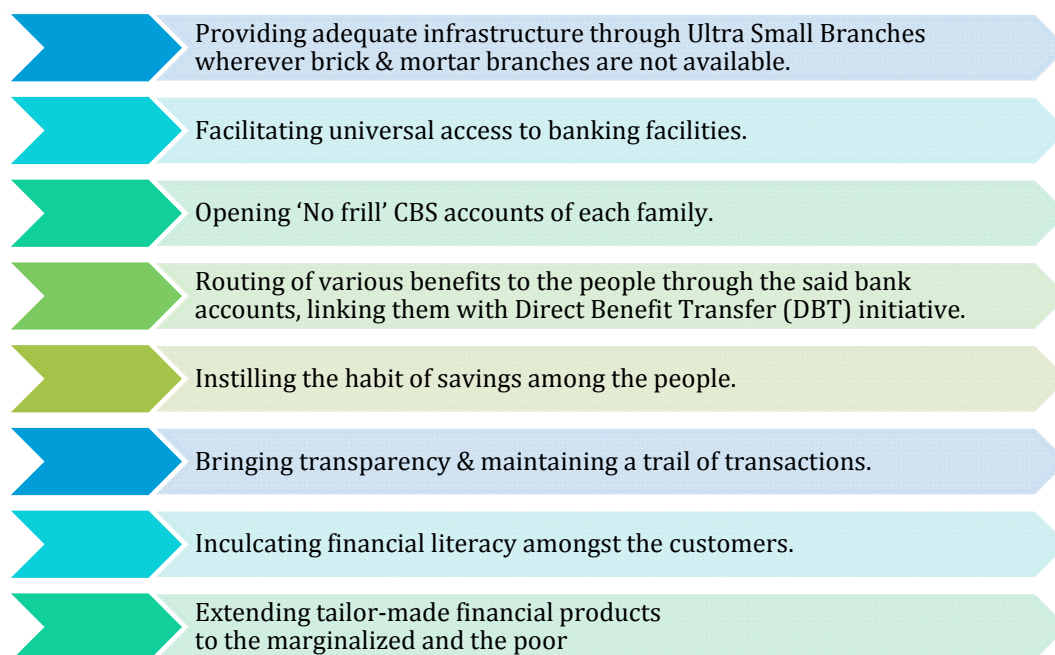 Providing adequate infrastructure through Ultra Small Branches
wherever brick & mortar branches are not available.
Facilitating universal access to banking facilities.
Opening ‘No frill’ CBS accounts of each family.
Routing of various benefits to the people through the said bank
accounts, linking them with Direct Benefit Transfer (DBT) initiative.
Instilling the habit of savings among the people.
Bringing transparency & maintaining a trail of transactions.
Inculcating financial literacy amongst the customers.
Extending tailor-made financial products
to the marginalized and the poor